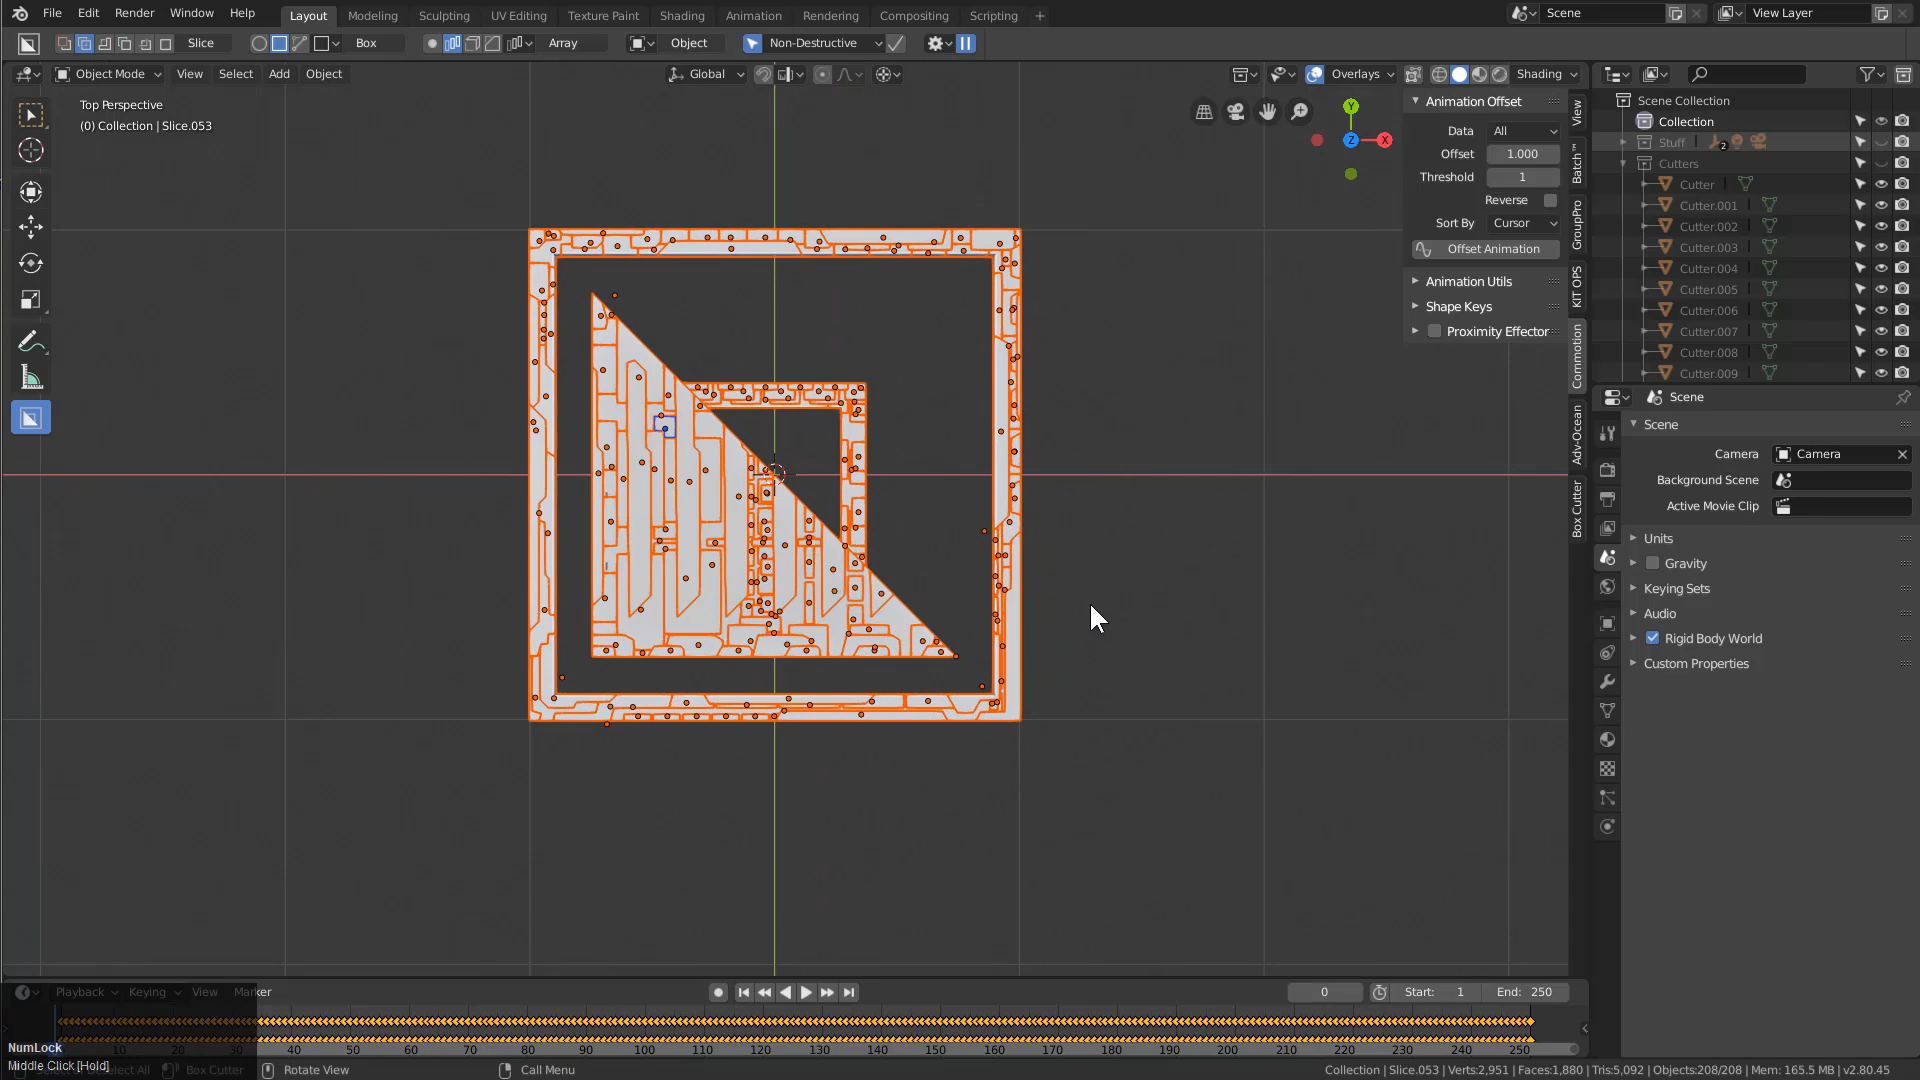 File Edit Render Window Help Layout Modeling Sculpting UV Editing Texture Paint Shading Animation Rendering Compositing Scripting + Scene View Layer
Slice Box Array Object Non-Destructive
Object Mode View Select Add Object Global Overlays Shading
Top Perspective
(0) Collection | Slice.053
Y
Z
X
Animation Offset
Data All
Offset 1.000
Threshold 1
Reverse
Sort By Cursor
Offset Animation
Animation Utils
Shape Keys
Proximity Effector
View
Batch™
GroupPro
KIT OPS
Commotion
Adv-Ocean
Box Cutter
Scene Collection
Collection
Stuff 2
Cutters
Cutter
Cutter.001
Cutter.002
Cutter.003
Cutter.004
Cutter.005
Cutter.006
Cutter.007
Cutter.008
Cutter.009
Scene
Scene
Camera Camera
Background Scene
Active Movie Clip
Units
Gravity
Keying Sets
Audio
Rigid Body World
Custom Properties
Playback Keying View Marker 0 Start: 1 End: 250
10 20 30 40 50 60 70 80 90 100 110 120 130 140 150 160 170 180 190 200 210 220 230 240 250
NumLock
Middle Click [Hold]
Box Cutter Rotate View Call Menu Collection | Slice.053 | Verts:2,951 | Faces:1,880 | Tris:5,092 | Objects:208/208 | Mem: 165.5 MB | v2.80.45